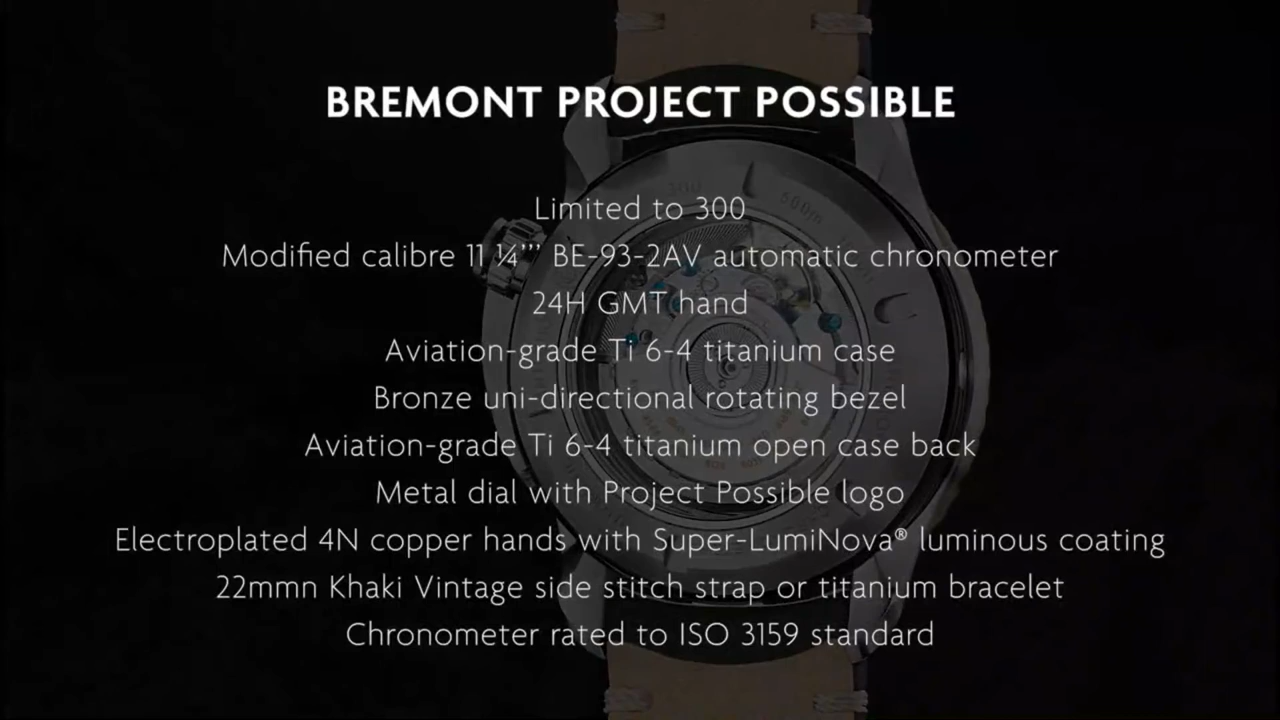 BREMONT PROJECT POSSIBLE
Limited to 300
Modified calibre 11 ¼’’’ BE-93-2AV automatic chronometer
24H GMT hand
Aviation-grade Ti 6-4 titanium case
Bronze uni-directional rotating bezel
Aviation-grade Ti 6-4 titanium open case back
Metal dial with Project Possible logo
Electroplated 4N copper hands with Super-LumiNova® luminous coating
22mmn Khaki Vintage side stitch strap or titanium bracelet
Chronometer rated to ISO 3159 standard
500m